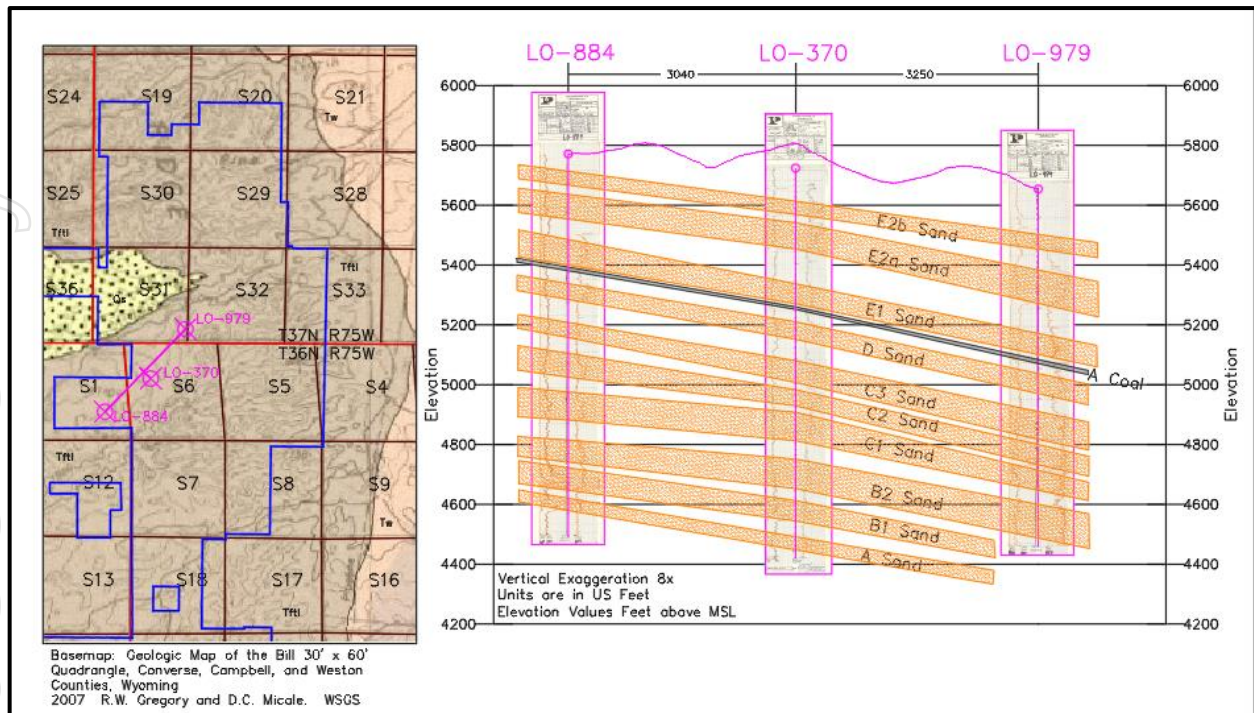 S24
S19
S20
S21
Tw
S25
S30
S29
S28
Tftl
S36
Qs
S31
S32
Tftl
S33
LO-979
T37N R75W
T36N R75W
S1
LO-370
S6
S5
S4
LO-884
Tftl
S12
S7
S8
S9
Tw
S13
S18
S17
S16
Tftl
Basemap: Geologic Map of the Bill 30' x 60'
Quadrangle, Converse, Campbell, and Weston
Counties, Wyoming
2007 R.W. Gregory and D.C. Micale. WSGS
LO-884
LO-370
LO-979
3040
3250
6000
5800
5600
5400
5200
5000
4800
4600
4400
4200
Elevation
LO-979
E2b Sand
E2a Sand
E1 Sand
D Sand
A Coal
C3 Sand
C2 Sand
C1 Sand
B2 Sand
B1 Sand
A Sand
Vertical Exaggeration 8x
Units are in US Feet
Elevation Values Feet above MSL
6000
5800
5600
5400
5200
5000
4800
4600
4400
4200
Elevation